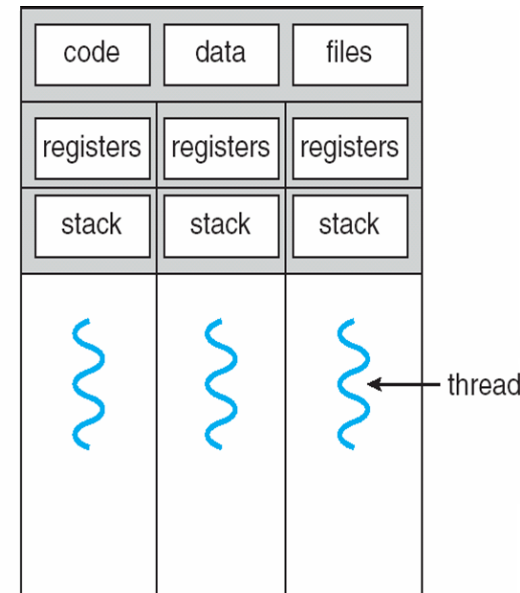 code data files
registers registers registers
stack stack stack
thread